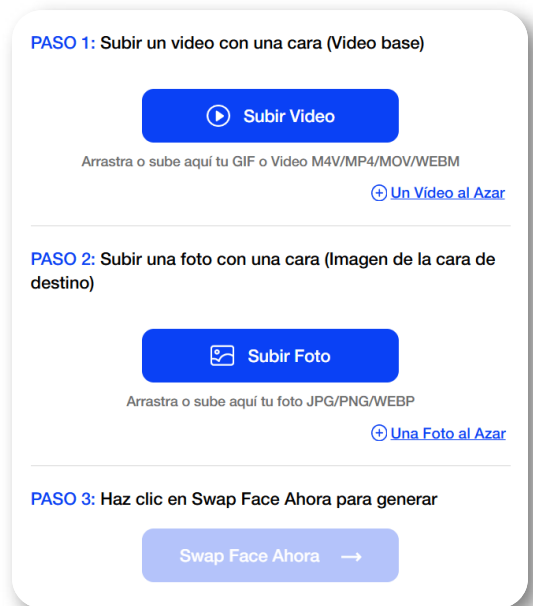 PASO 1: Subir un video con una cara (Video base)
Subir Video
Arrastra o sube aquí tu GIF o Video M4V/MP4/MOV/WEBM
Un Vídeo al Azar
PASO 2: Subir una foto con una cara (Imagen de la cara de
destino)
Subir Foto
Arrastra o sube aquí tu foto JPG/PNG/WEBP
Una Foto al Azar
PASO 3: Haz clic en Swap Face Ahora para generar
Swap Face Ahora →